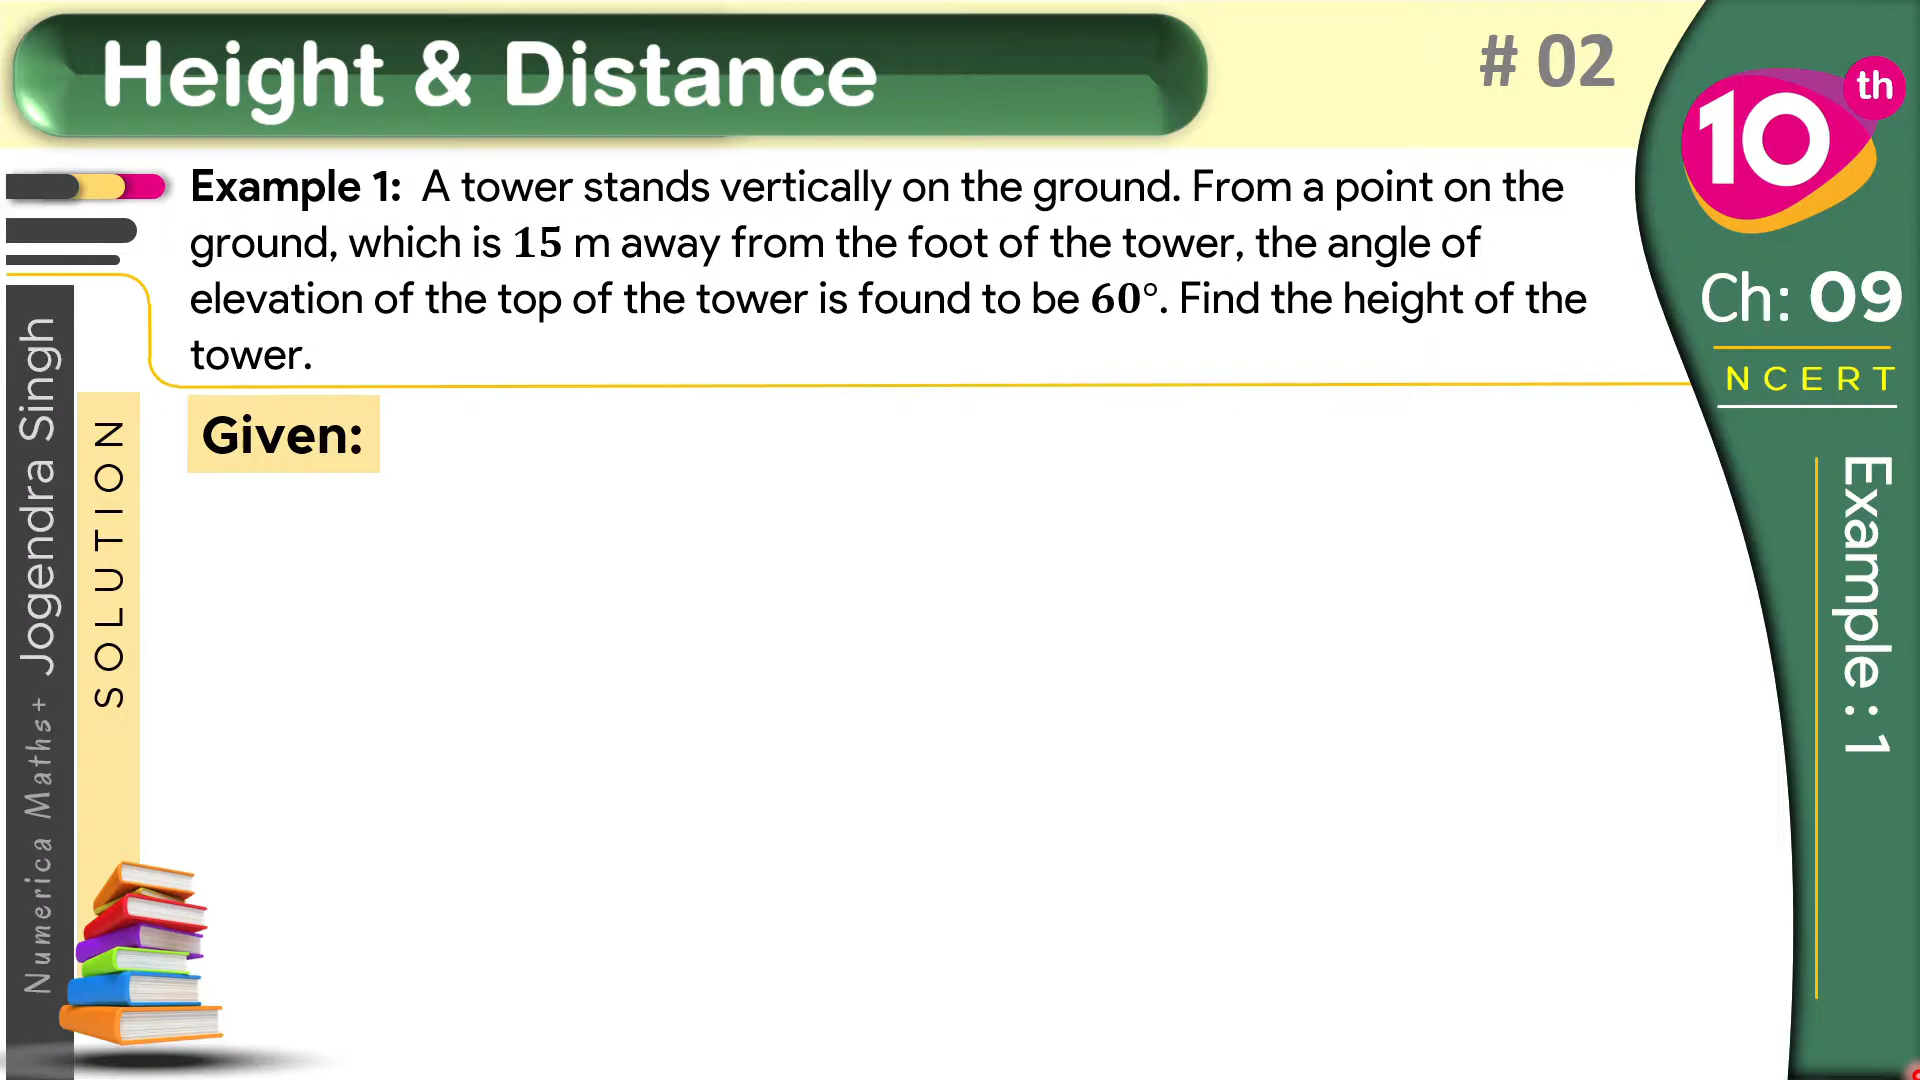 Height & Distance
# 02
10th
Example 1: A tower stands vertically on the ground. From a point on the
ground, which is 15 m away from the foot of the tower, the angle of
elevation of the top of the tower is found to be 60°. Find the height of the
tower.
Ch: 09
NCERT
Example : 1
Given:
SOLUTION
Numerica Maths+ Jogendra Singh